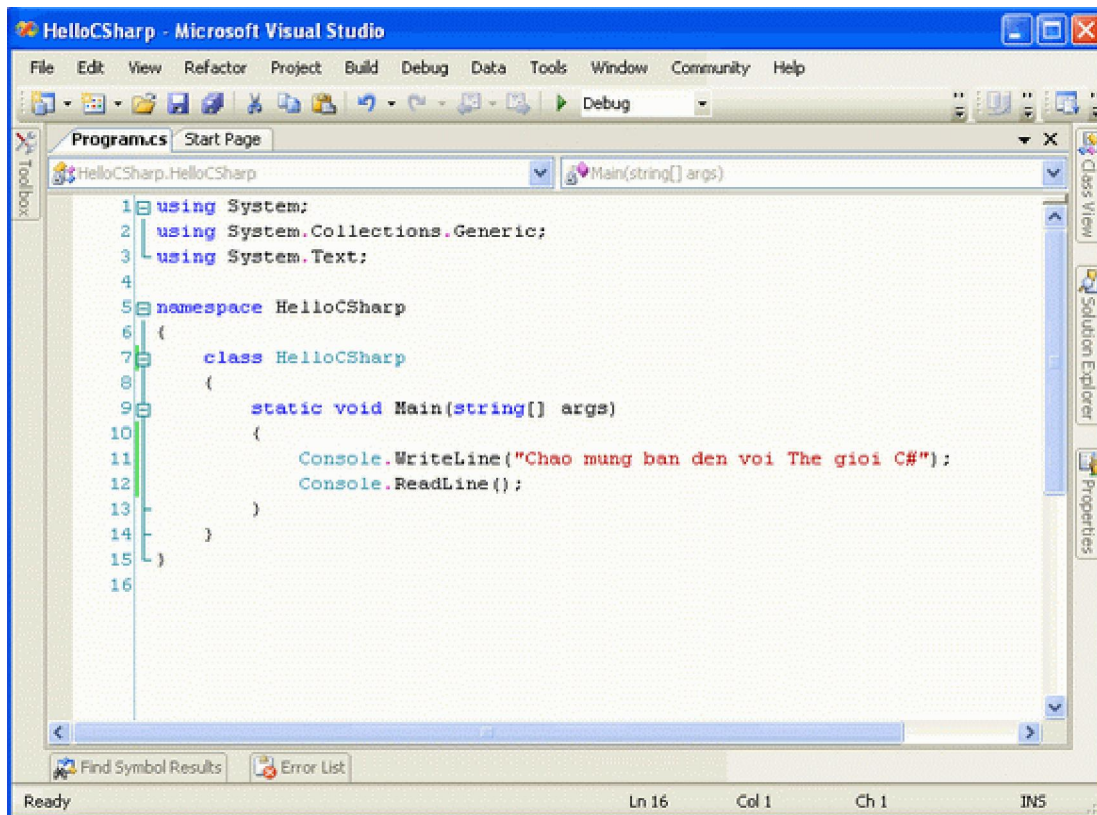 HelloCSharp - Microsoft Visual Studio
File Edit View Refactor Project Build Debug Data Tools Window Community Help
Debug
Toolbox
Program.cs Start Page
HelloCSharp.HelloCSharp Main(string[] args)
1 using System;
2 using System.Collections.Generic;
3 using System.Text;
4
5 namespace HelloCSharp
6 {
7 class HelloCSharp
8 {
9 static void Main(string[] args)
10 {
11 Console.WriteLine("Chao mung ban den voi The gioi C#");
12 Console.ReadLine();
13 }
14 }
15 }
16
Class View
Solution Explorer
Properties
Find Symbol Results Error List
Ready Ln 16 Col 1 Ch 1 INS